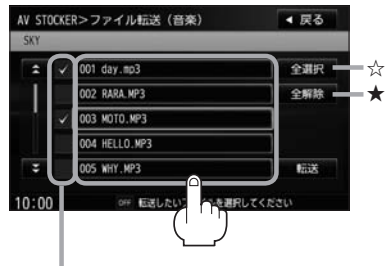 AV STOCKER>ファイル転送（音楽） ◀ 戻る
SKY
✓ 001 day.mp3 全選択 ☆
002 RARA.MP3 全解除 ★
✓ 003 MOTO.MP3
004 HELLO.MP3
005 WHY.MP3 転送
10:00 OFF 転送したい を選択してください